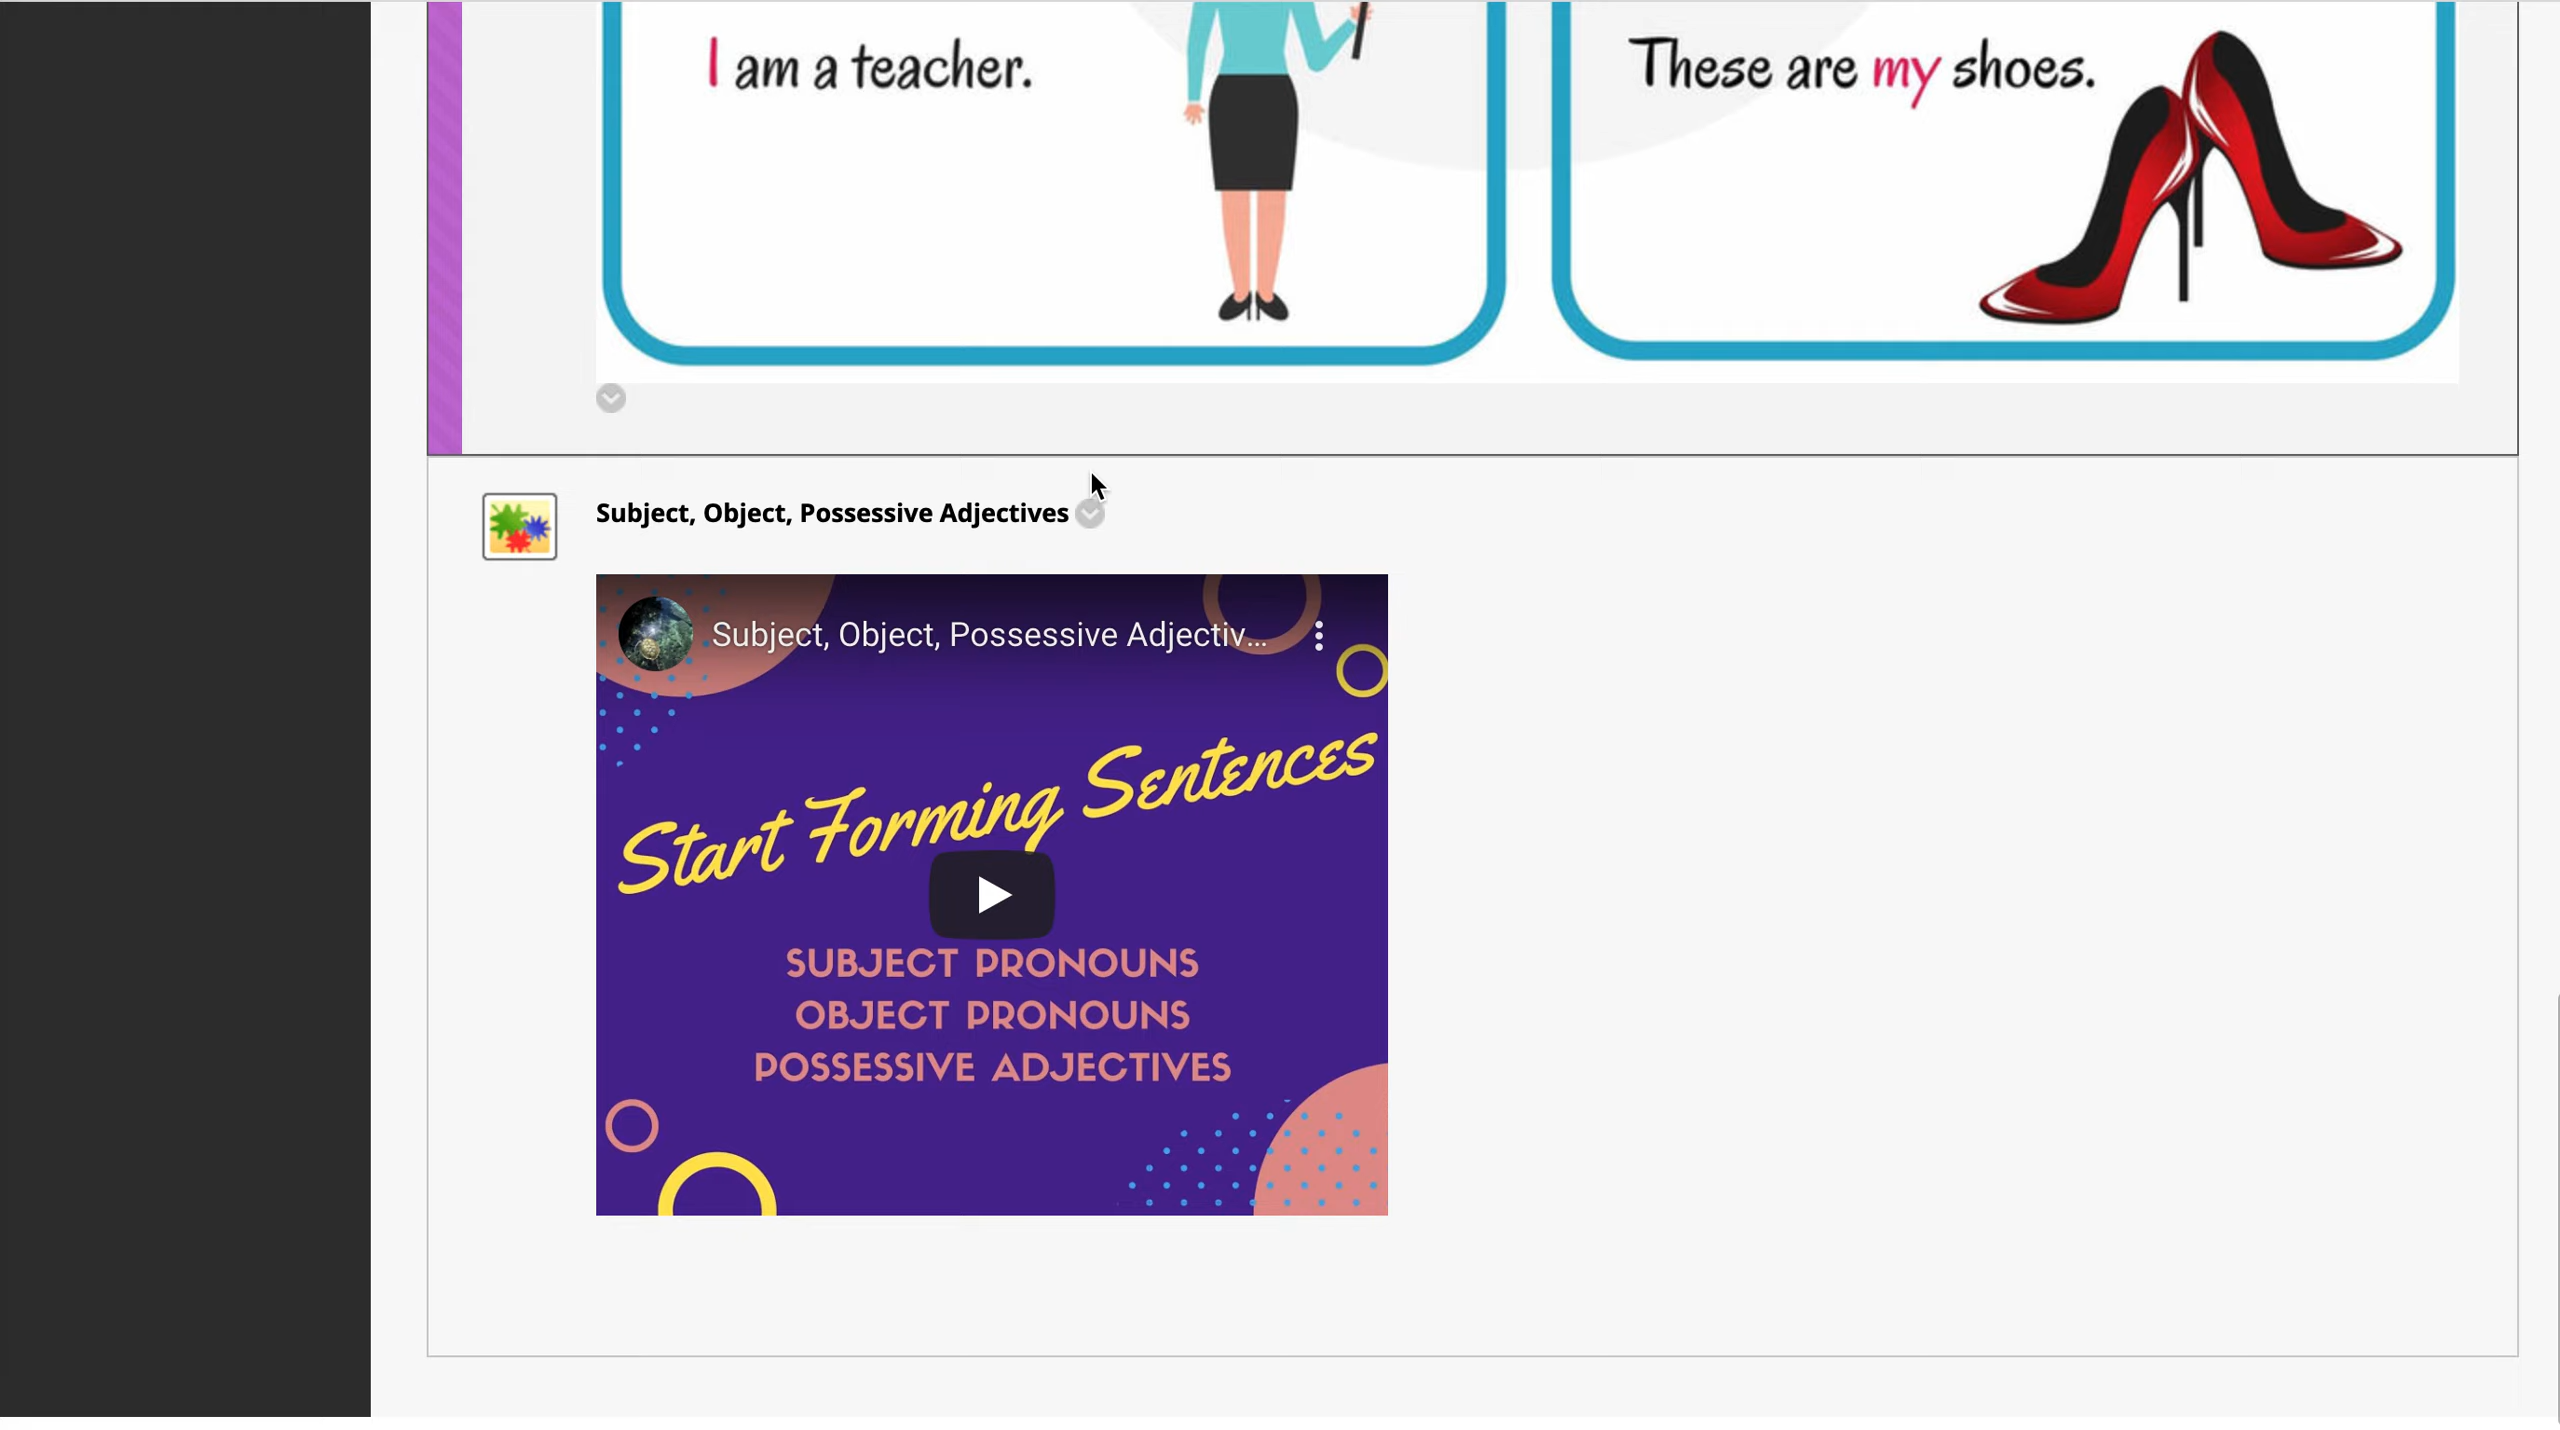 I am a teacher.
These are my shoes.
Subject, Object, Possessive Adjectives
Subject, Object, Possessive Adjectiv...
Start Forming Sentences
SUBJECT PRONOUNS
OBJECT PRONOUNS
POSSESSIVE ADJECTIVES